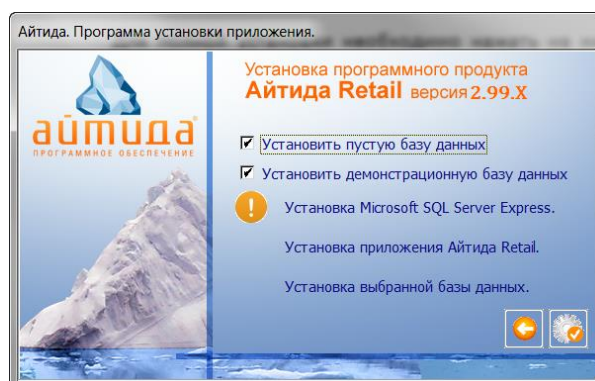 Айтида. Программа установки приложения.
айтида
ПРОГРАММНОЕ ОБЕСПЕЧЕНИЕ
Установка программного продукта
Айтида Retail версия 2.99.X
Установить пустую базу данных
Установить демонстрационную базу данных
Установка Microsoft SQL Server Express.
Установка приложения Айтида Retail.
Установка выбранной базы данных.